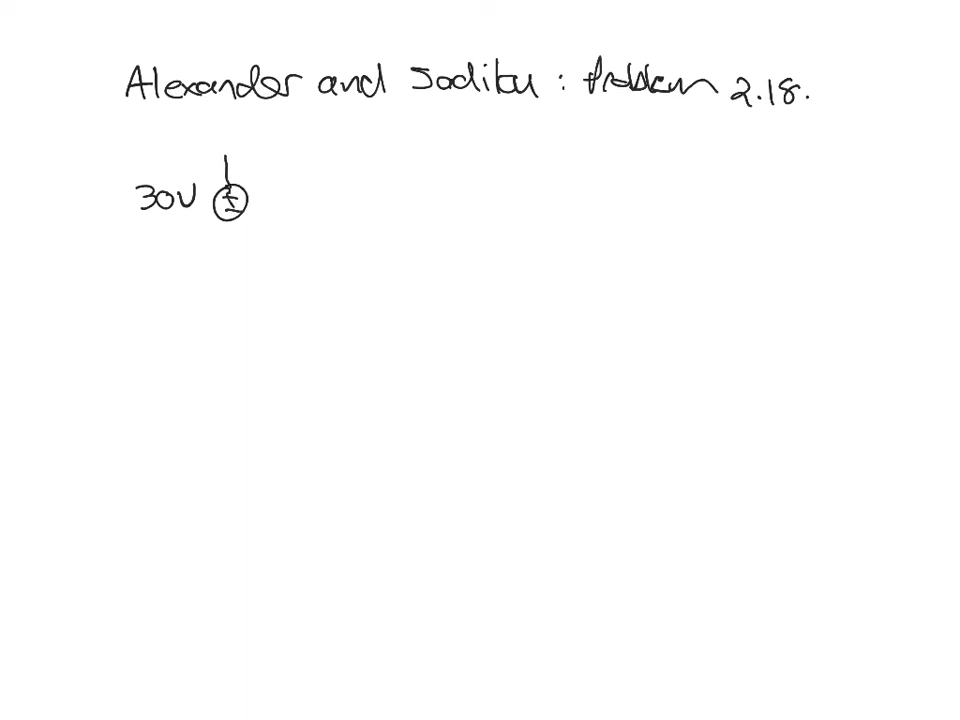 Alexander and Sadiku : Problem 2.18.
30V
+
-